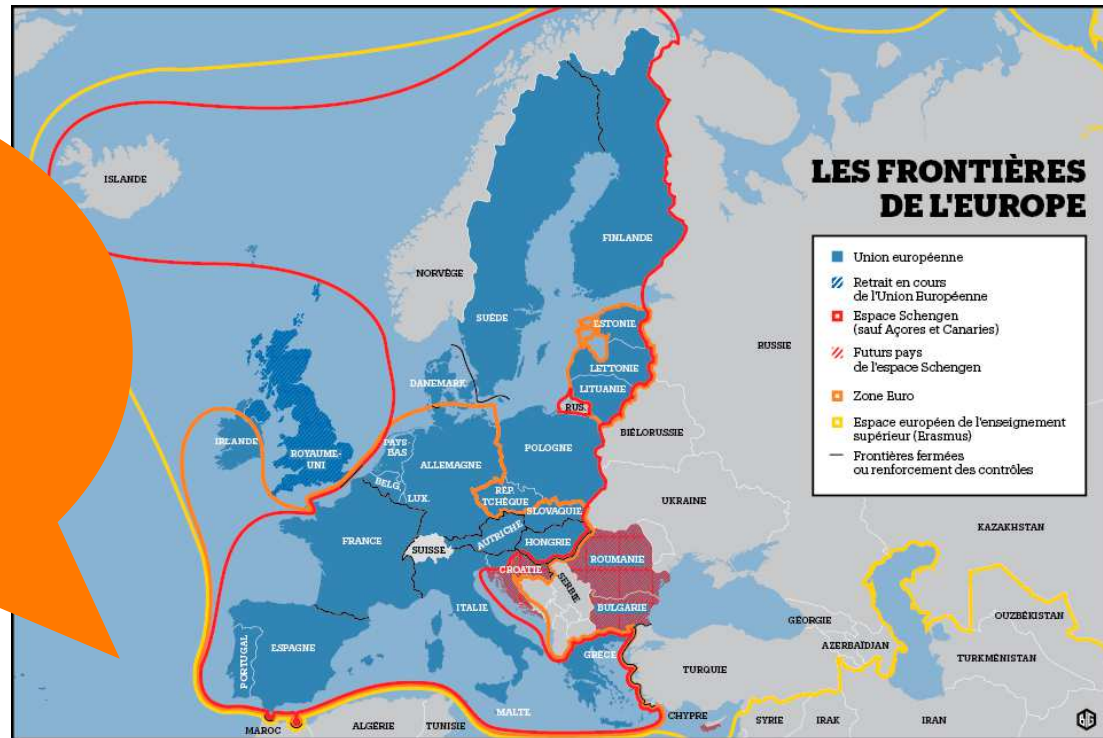 LES FRONTIÈRES
DE L'EUROPE
Union européenne
Retrait en cours
de l'Union Européenne
Espace Schengen
(sauf Açores et Canaries)
Futurs pays
de l'espace Schengen
Zone Euro
Espace européen de l'enseignement
supérieur (Erasmus)
Frontières fermées
ou renforcement des contrôles
ISLANDE
NORVÈGE
SUÈDE
FINLANDE
RUSSIE
ESTONIE
LETTONIE
LITUANIE
RUS.
DANEMARK
IRLANDE
ROYAUME-
UNI
PAYS-
BAS
BELG.
LUX.
ALLEMAGNE
POLOGNE
BIÉLORUSSIE
UKRAINE
KAZAKHSTAN
RÉP.
TCHÈQUE
SLOVAQUIE
AUTRICHE
HONGRIE
FRANCE
SUISSE
CROATIE
SERBIE
ROUMANIE
BULGARIE
ITALIE
PORTUGAL
ESPAGNE
GRÈCE
TURQUIE
GÉORGIE
AZERBAÏDJAN
OUZBÉKISTAN
TURKMÉNISTAN
MALTE
CHYPRE
SYRIE
IRAK
IRAN
MAROC
ALGÉRIE
TUNISIE